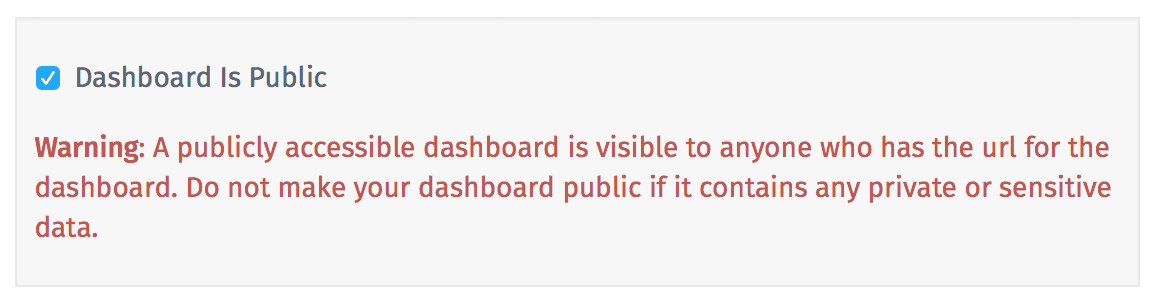 Dashboard Is Public
Warning: A publicly accessible dashboard is visible to anyone who has the url for the
dashboard. Do not make your dashboard public if it contains any private or sensitive
data.